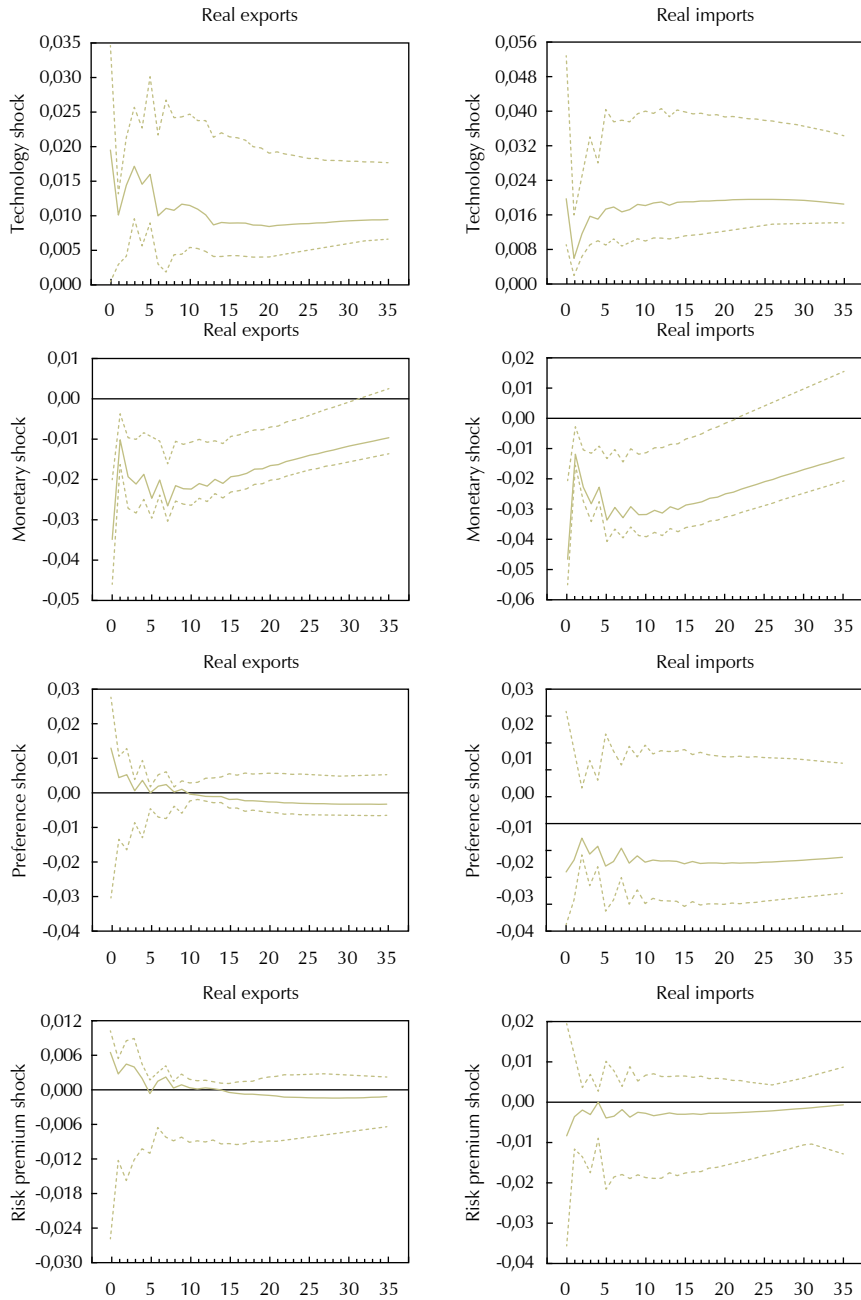 Real exports
Technology shock
0,035
0,030
0,025
0,020
0,015
0,010
0,005
0,000
0 5 10 15 20 25 30 35
Real imports
Technology shock
0,056
0,048
0,040
0,032
0,024
0,016
0,008
0,000
0 5 10 15 20 25 30 35
Real exports
Monetary shock
0,01
0,00
-0,01
-0,02
-0,03
-0,04
-0,05
0 5 10 15 20 25 30 35
Real imports
Monetary shock
0,02
0,01
0,00
-0,01
-0,02
-0,03
-0,04
-0,05
-0,06
0 5 10 15 20 25 30 35
Real exports
Preference shock
0,03
0,02
0,01
0,00
-0,01
-0,02
-0,03
-0,04
0 5 10 15 20 25 30 35
Real imports
Preference shock
0,03
0,02
0,01
0,00
-0,01
-0,02
-0,03
-0,04
0 5 10 15 20 25 30 35
Real exports
Risk premium shock
0,012
0,006
0,000
-0,006
-0,012
-0,018
-0,024
-0,030
0 5 10 15 20 25 30 35
Real imports
Risk premium shock
0,02
0,01
0,00
-0,01
-0,02
-0,03
-0,04
0 5 10 15 20 25 30 35